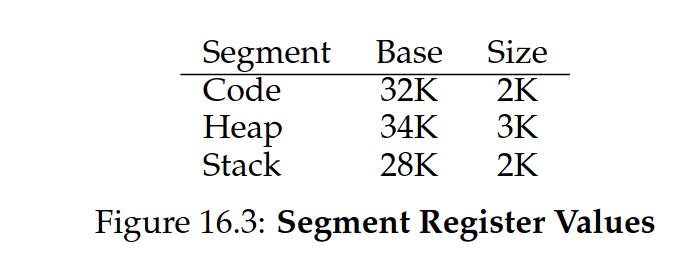 Segment Base Size
Code 32K 2K
Heap 34K 3K
Stack 28K 2K
Figure 16.3: Segment Register Values